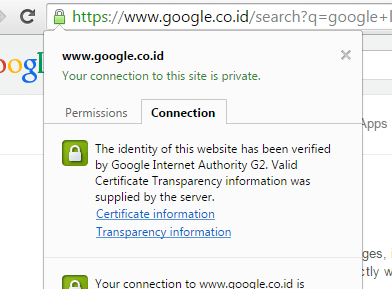 https://www.google.co.id/search?q=google
www.google.co.id
Your connection to this site is private.
Permissions
Connection
Apps
The identity of this website has been verified
by Google Internet Authority G2. Valid
Certificate Transparency information was
supplied by the server.
Certificate information
Transparency information
Your connection to www.google.co.id is